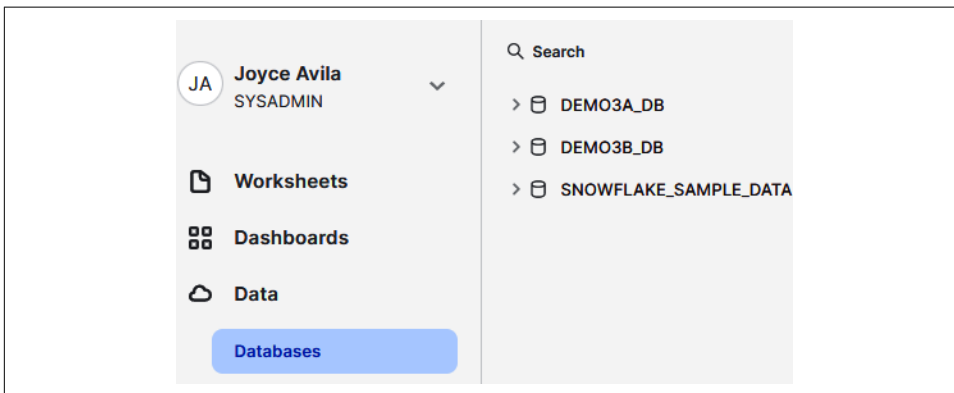 JA
Joyce Avila
SYSADMIN
Worksheets
Dashboards
Data
Databases
Search
DEMO3A_DB
DEMO3B_DB
SNOWFLAKE_SAMPLE_DATA